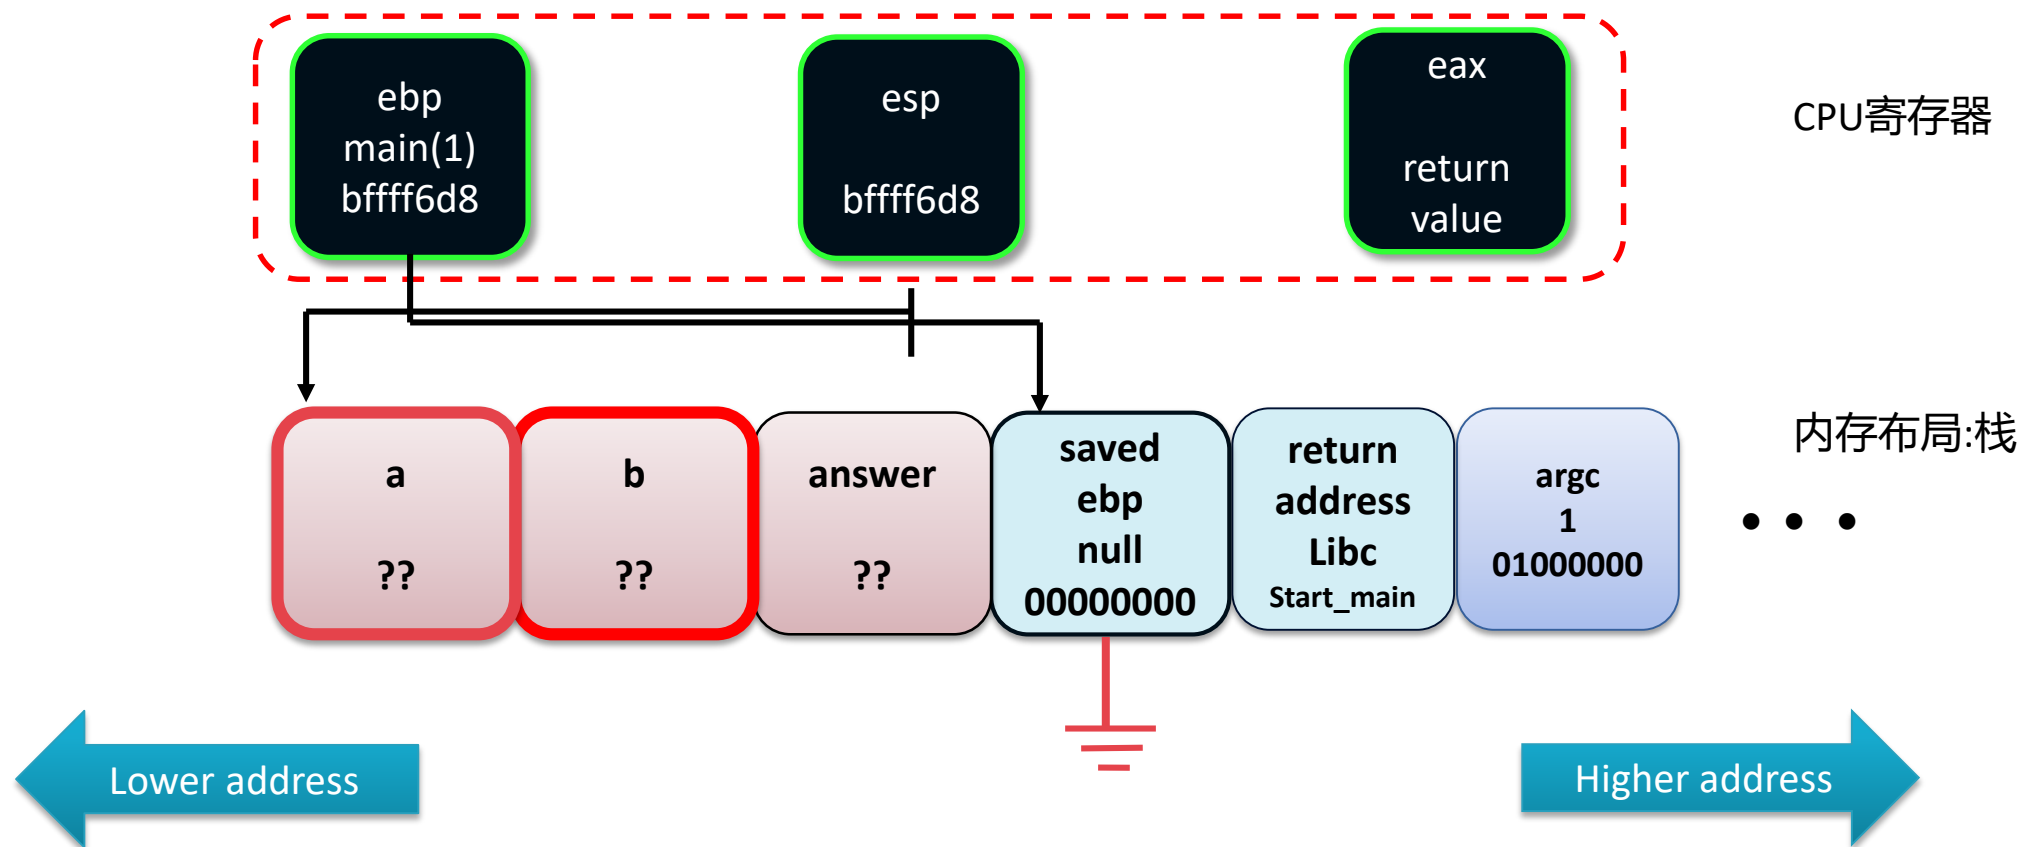 ebp
main(1)
bffff6d8
esp
bffff6d8
eax
return
value
CPU寄存器
a
??
b
??
answer
??
saved
ebp
null
00000000
return
address
Libc
Start_main
argc
1
01000000
内存布局:栈
Lower address
Higher address